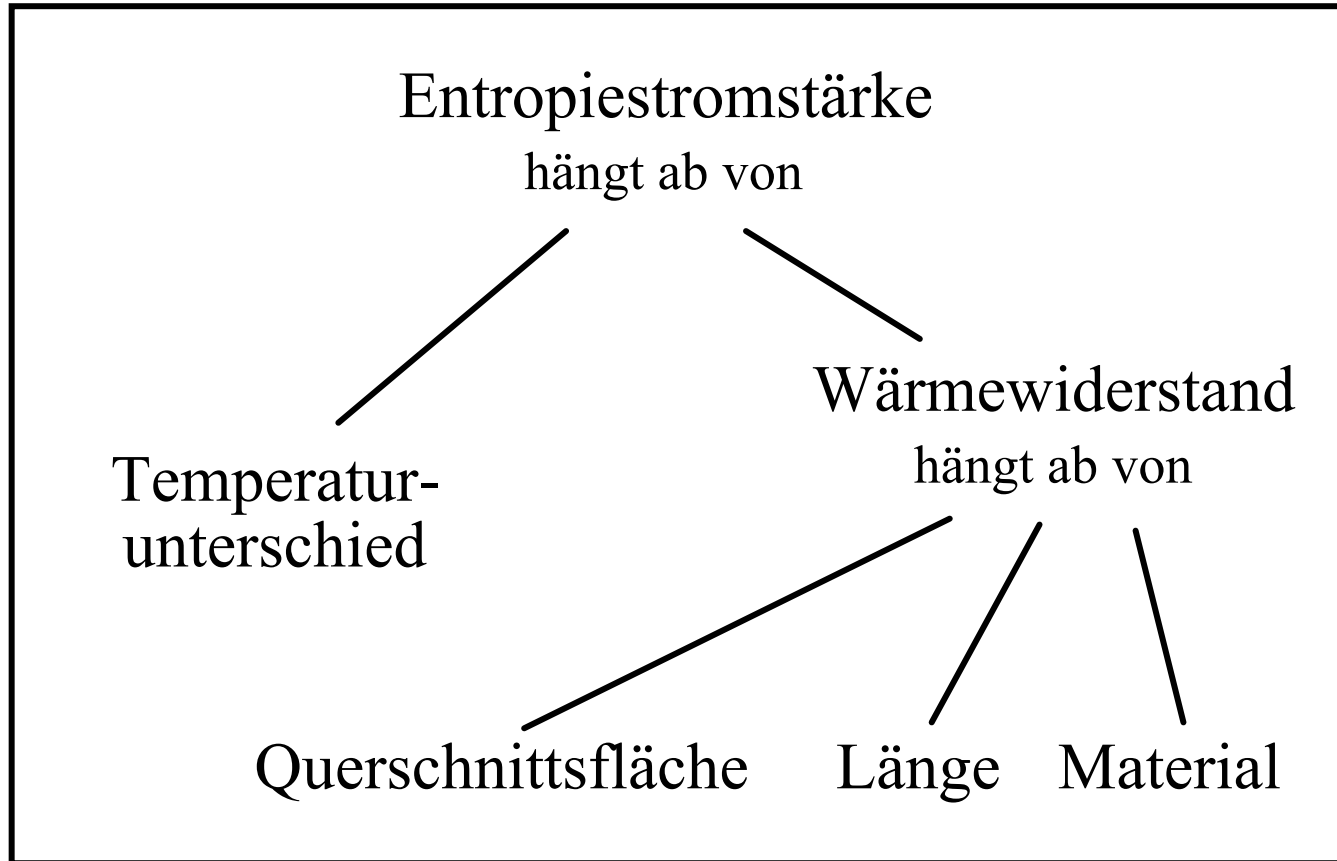 Entropiestromstärke
hängt ab von
Wärmewiderstand
hängt ab von
Temperatur-
unterschied
Querschnittsfläche Länge Material